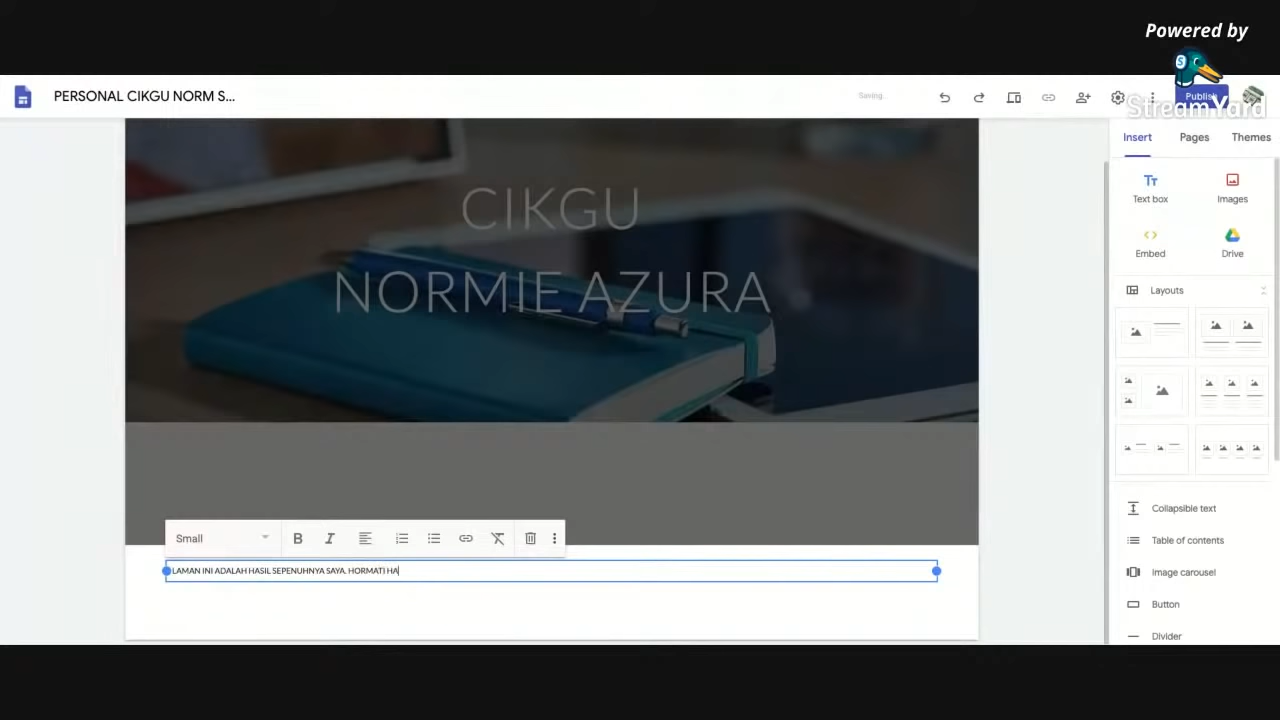 Powered by
StreamYard
PERSONAL CIKGU NORM S...
Saving...
Publish
Insert Pages Themes
CIKGU
NORMIE AZURA
Text box Images
Embed Drive
Layouts
Small
LAMAN INI ADALAH HASIL SEPENUHNYA SAYA. HORMATI HA
Collapsible text
Table of contents
Image carousel
Button
Divider